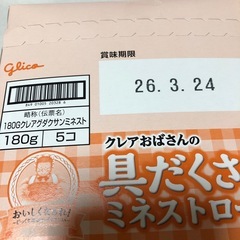 glico
賞味期限
26.3.24
略称(伝票名)
180Gクレアグダクサンミネスト
180g 5コ
クレアおばさんの
具だくさ
ミネストロー